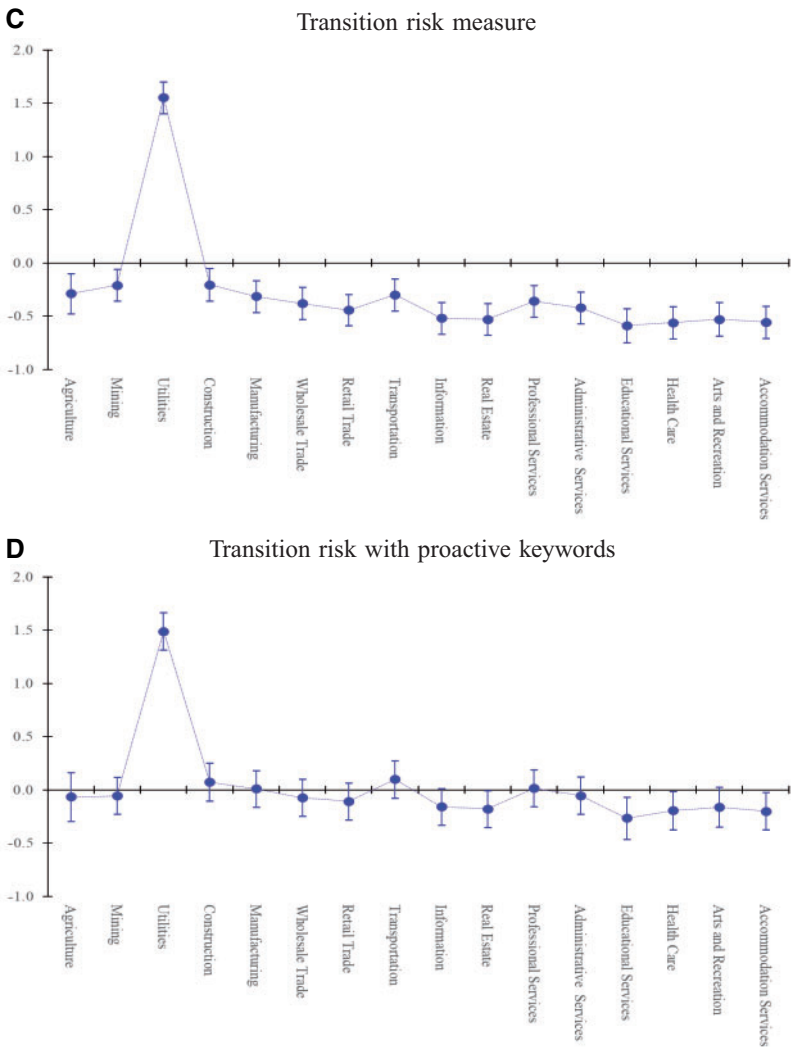 C
Transition risk measure
2.0
1.5
1.0
0.5
0.0
-0.5
-1.0
Agriculture
Mining
Utilities
Construction
Manufacturing
Wholesale Trade
Retail Trade
Transportation
Information
Real Estate
Professional Services
Administrative Services
Educational Services
Health Care
Arts and Recreation
Accommodation Services
D
Transition risk with proactive keywords
2.0
1.5
1.0
0.5
0.0
-0.5
-1.0
Agriculture
Mining
Utilities
Construction
Manufacturing
Wholesale Trade
Retail Trade
Transportation
Information
Real Estate
Professional Services
Administrative Services
Educational Services
Health Care
Arts and Recreation
Accommodation Services